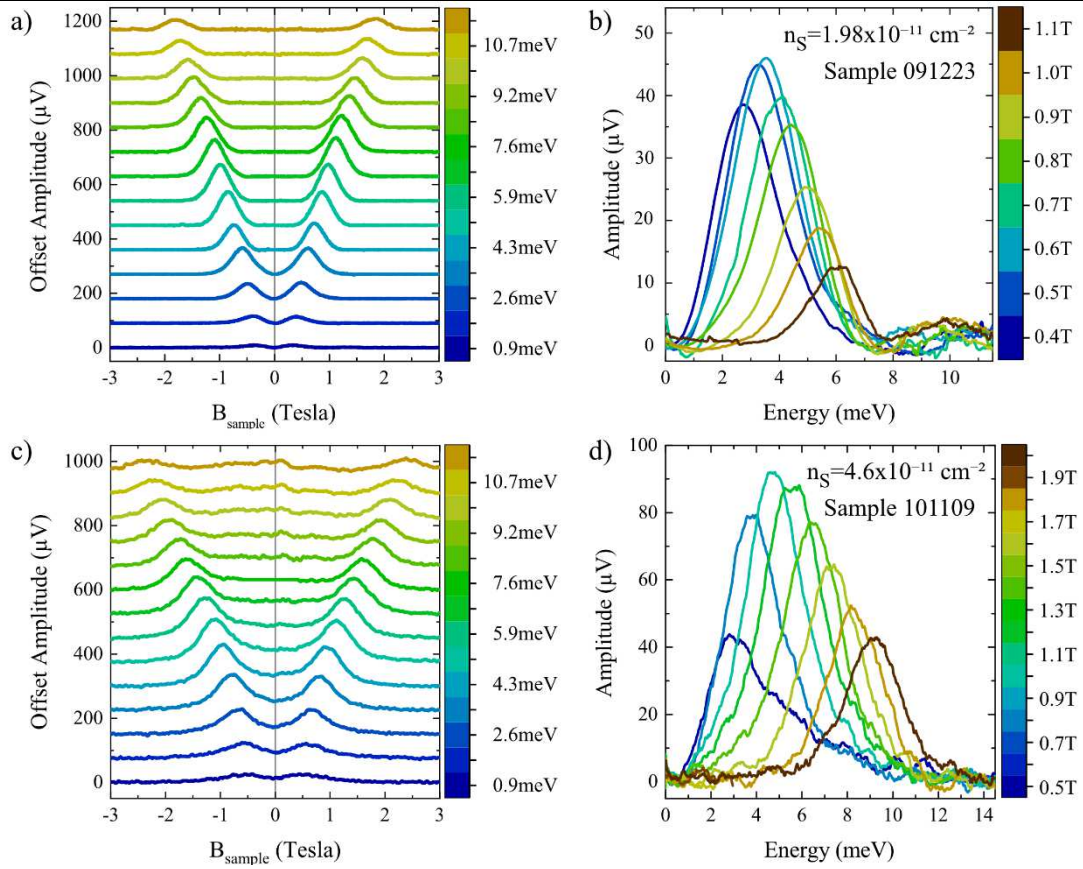 a)
1200
1000
800
600
400
200
0
-3
-2
-1
0
1
2
3
Offset Amplitude (µV)
B_sample (Tesla)
10.7meV
9.2meV
7.6meV
5.9meV
4.3meV
2.6meV
0.9meV
b)
n_S=1.98x10⁻¹¹ cm⁻²
Sample 091223
50
40
30
20
10
0
0
2
4
6
8
10
Amplitude (µV)
Energy (meV)
1.1T
1.0T
0.9T
0.8T
0.7T
0.6T
0.5T
0.4T
c)
1000
800
600
400
200
0
-3
-2
-1
0
1
2
3
Offset Amplitude (µV)
B_sample (Tesla)
10.7meV
9.2meV
7.6meV
5.9meV
4.3meV
2.6meV
0.9meV
d)
n_S=4.6x10⁻¹¹ cm⁻²
Sample 101109
100
80
60
40
20
0
0
2
4
6
8
10
12
14
Amplitude (µV)
Energy (meV)
1.9T
1.7T
1.5T
1.3T
1.1T
0.9T
0.7T
0.5T